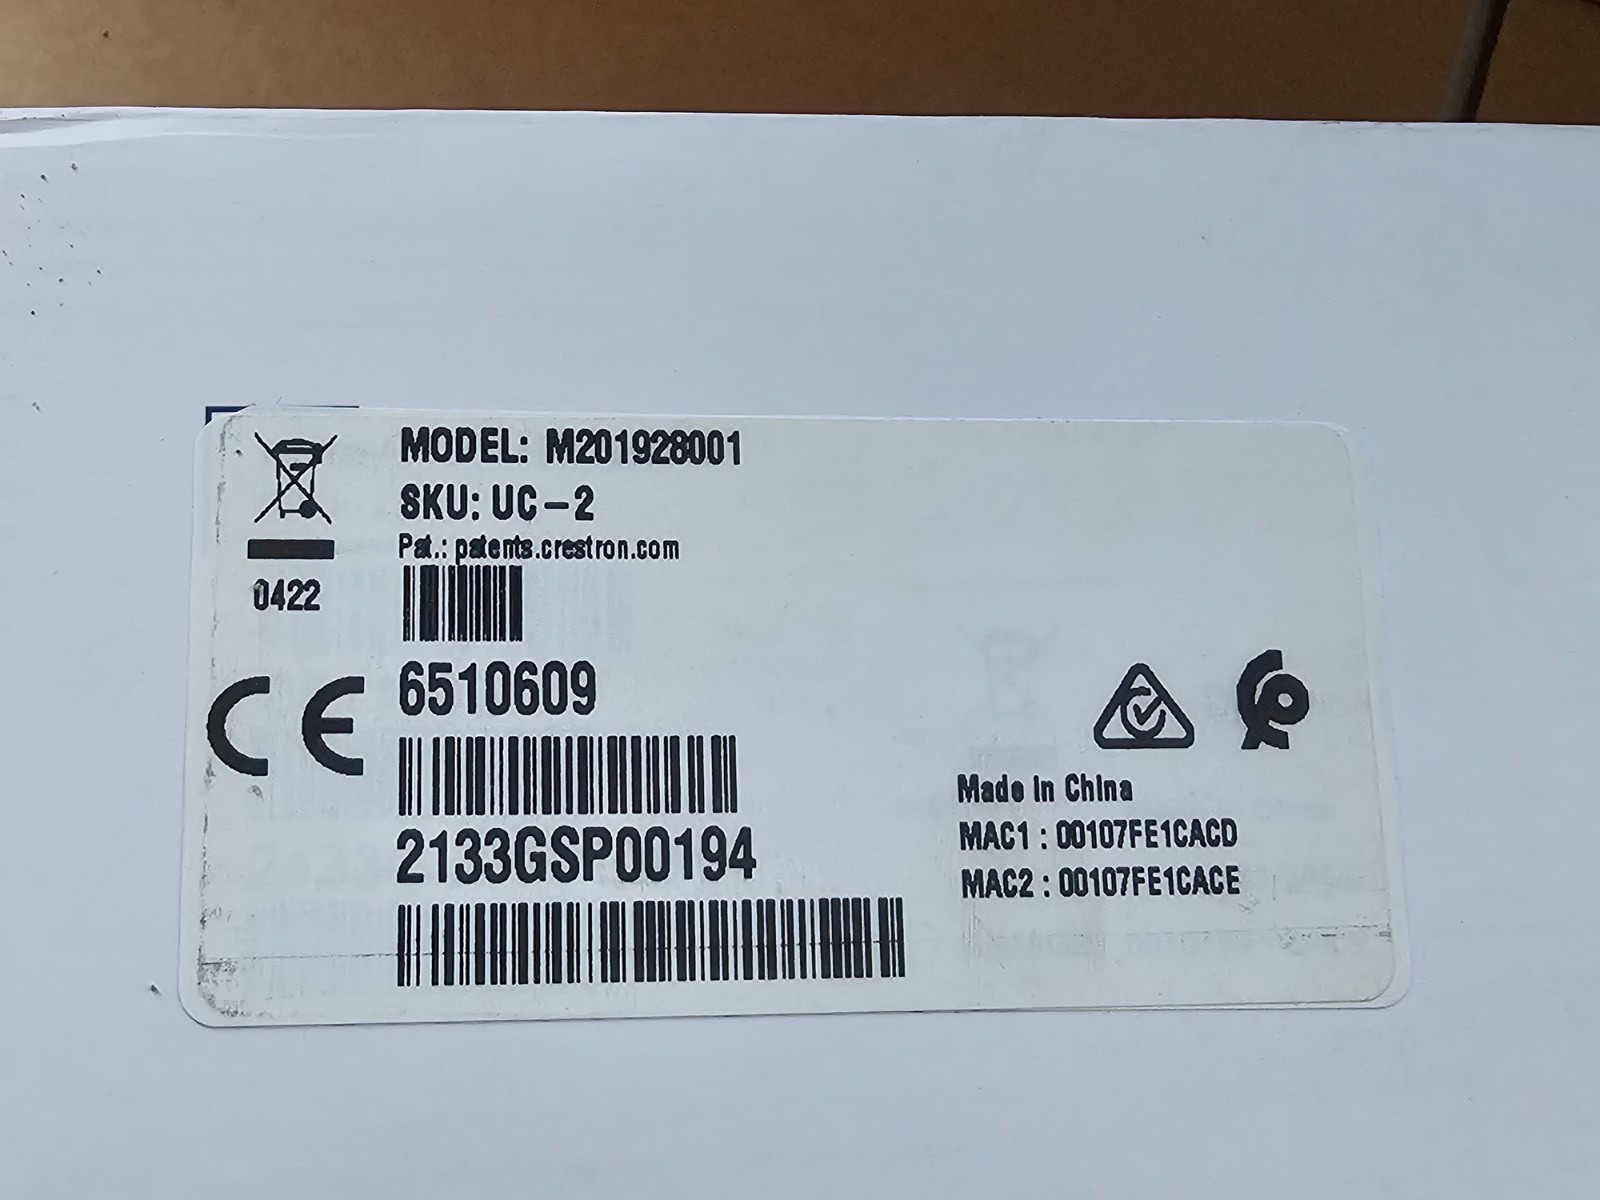 MODEL: M201928001
SKU: UC-2
Pat.: patents.crestron.com
0422
6510609
CE
2133GSP00194
Made in China
MAC1 : 00107FE1CACD
MAC2 : 00107FE1CACE